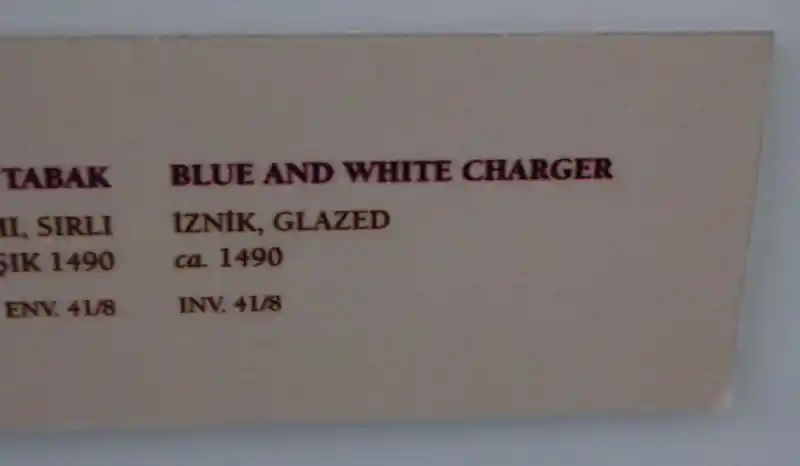 TABAK BLUE AND WHITE CHARGER
SIRLI İZNİK, GLAZED
1490 ca. 1490
ENV. 41/8 INV. 41/8